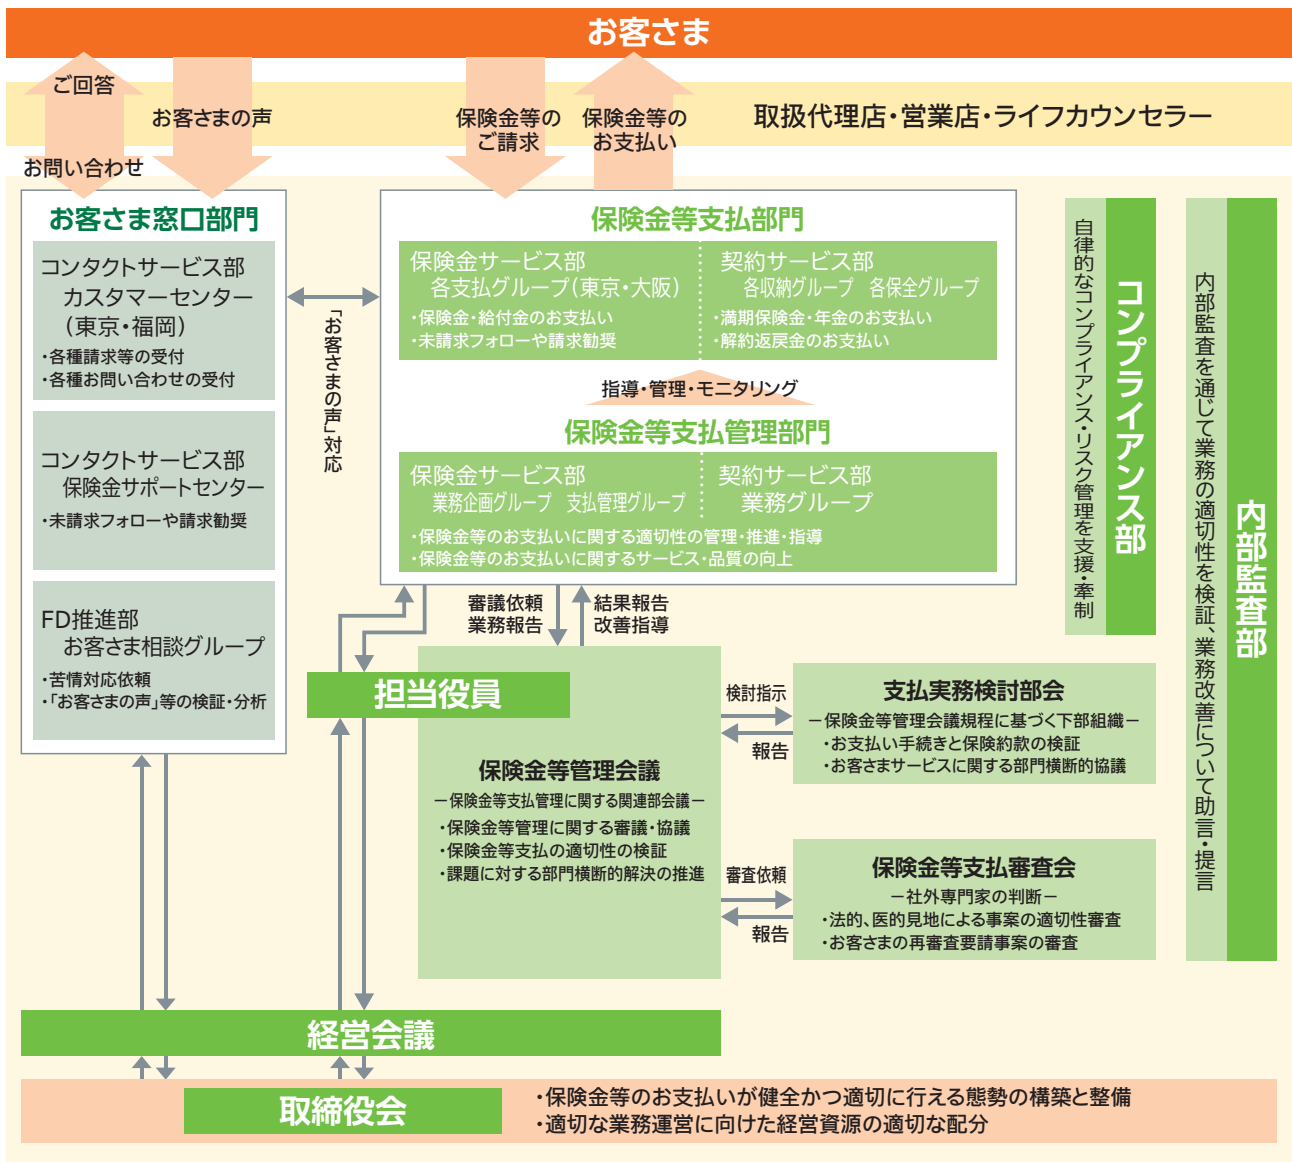 お客さま
ご回答
お問い合わせ
お客さまの声
保険金等の
ご請求
保険金等の
お支払い
取扱代理店・営業店・ライフカウンセラー
お客さま窓口部門
コンタクトサービス部
カスタマーセンター
（東京・福岡）
・各種請求等の受付
・各種お問い合わせの受付
コンタクトサービス部
保険金サポートセンター
・未請求フォローや請求勧奨
FD推進部
お客さま相談グループ
・苦情対応依頼
・「お客さまの声」等の検証・分析
「お客さまの声」対応
保険金等支払部門
保険金サービス部
各支払グループ（東京・大阪）
・保険金・給付金のお支払い
・未請求フォローや請求勧奨
契約サービス部
各収納グループ　各保全グループ
・満期保険金・年金のお支払い
・解約返戻金のお支払い
指導・管理・モニタリング
保険金等支払管理部門
保険金サービス部
業務企画グループ　支払管理グループ
契約サービス部
業務グループ
・保険金等のお支払いに関する適切性の管理・推進・指導
・保険金等のお支払いに関するサービス・品質の向上
審議依頼
業務報告
結果報告
改善指導
担当役員
保険金等管理会議
－保険金等支払管理に関する関連部会議－
・保険金等管理に関する審議・協議
・保険金等支払の適切性の検証
・課題に対する部門横断的解決の推進
検討指示
報告
支払実務検討部会
－保険金等管理会議規程に基づく下部組織－
・お支払い手続きと保険約款の検証
・お客さまサービスに関する部門横断的協議
審査依頼
報告
保険金等支払審査会
－社外専門家の判断－
・法的、医的見地による事案の適切性審査
・お客さまの再審査要請事案の審査
コンプライアンス部
自律的なコンプライアンス・リスク管理を支援・牽制
内部監査部
内部監査を通じて業務の適切性を検証、業務改善について助言・提言
経営会議
取締役会
・保険金等のお支払いが健全かつ適切に行える態勢の構築と整備
・適切な業務運営に向けた経営資源の適切な配分